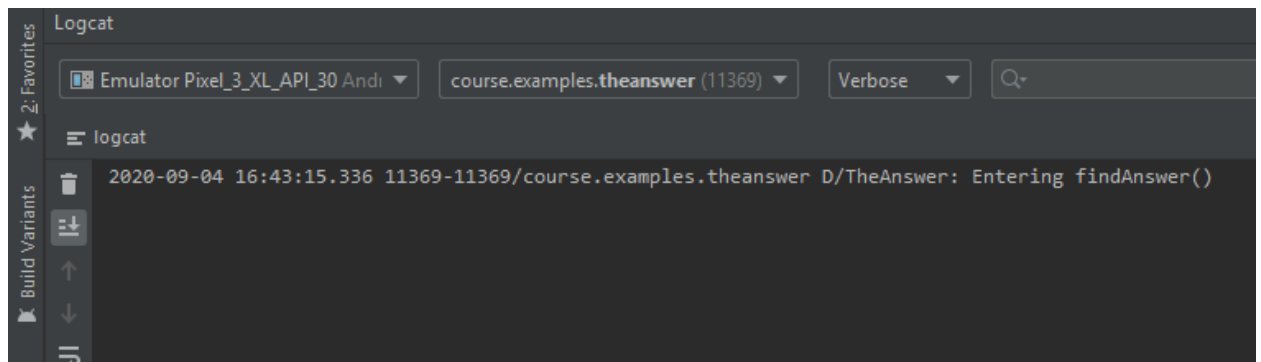 Logcat
2: Favorites
Emulator Pixel_3_XL_API_30 Andr
course.examples.theanswer (11369)
Verbose
logcat
Build Variants
2020-09-04 16:43:15.336 11369-11369/course.examples.theanswer D/TheAnswer: Entering findAnswer()